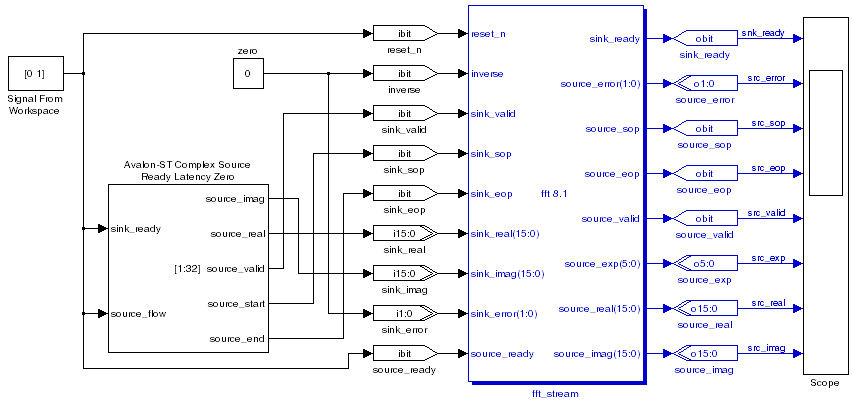 [0 1]
Signal From
Workspace
zero
0
Avalon-ST Complex Source
Ready Latency Zero
sink_ready
source_flow
[1:32]
source_imag
source_real
source_valid
source_start
source_end
ibit
reset_n
ibit
inverse
ibit
sink_valid
ibit
sink_sop
ibit
sink_eop
i15:0
sink_real
i15:0
sink_imag
i1:0
sink_error
ibit
source_ready
reset_n
inverse
sink_valid
sink_sop
sink_eop
sink_real(15:0)
sink_imag(15:0)
sink_error(1:0)
source_ready
fft 8.1
sink_ready
source_error(1:0)
source_sop
source_eop
source_valid
source_exp(5:0)
source_real(15:0)
source_imag(15:0)
fft_stream
obit
sink_ready
o1:0
source_error
obit
source_sop
obit
source_eop
obit
source_valid
o5:0
source_exp
o15:0
source_real
o15:0
source_imag
snk_ready
src_error
src_sop
src_eop
src_valid
src_exp
src_real
src_imag
Scope